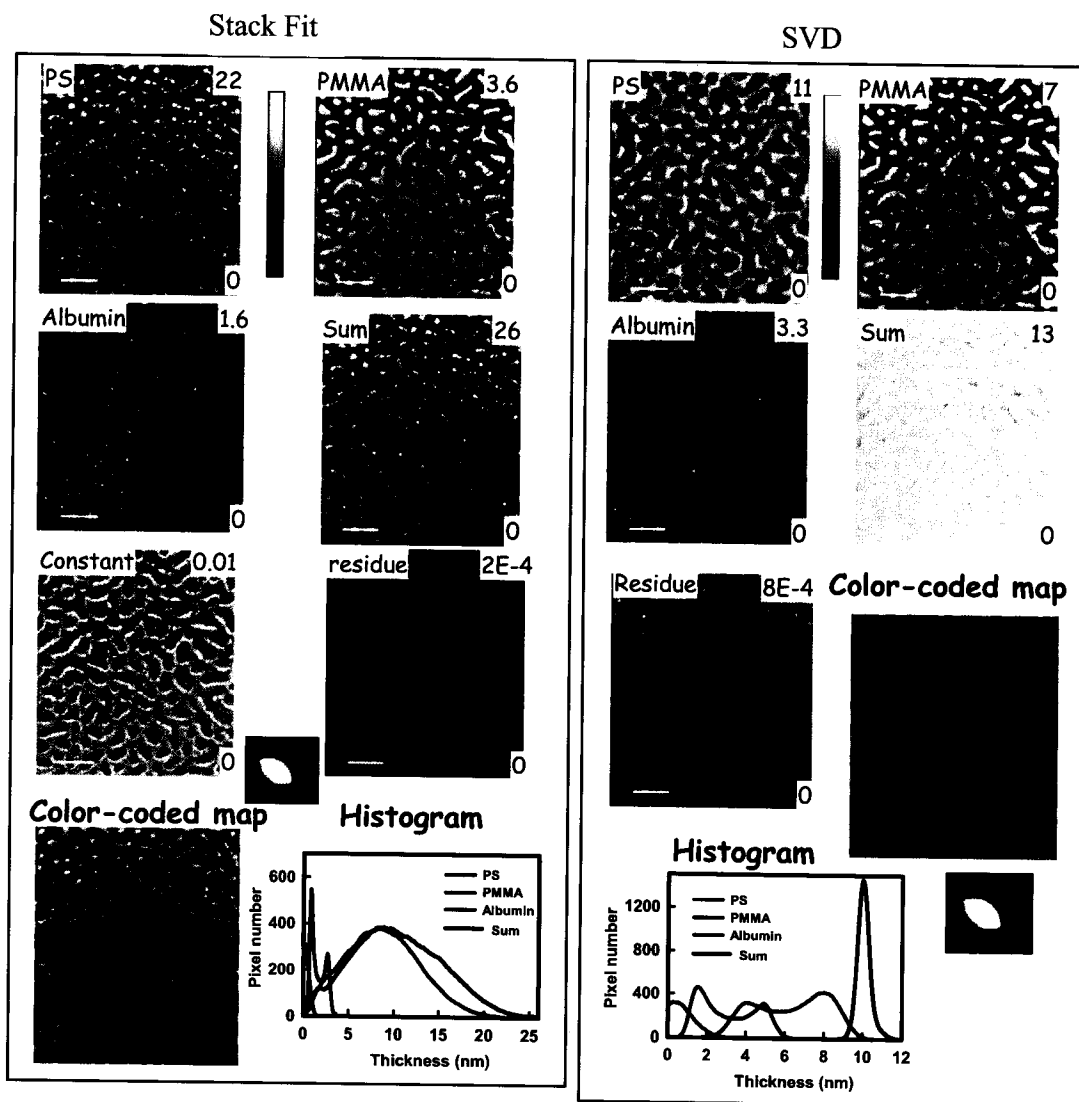 Stack Fit
PS 22
PMMA 3.6
0
0
Albumin 1.6
Sum 26
0
0
Constant 0.01
residue 2E-4
0
0
Color-coded map
Histogram
Pixel number
600
400
200
0
PS
PMMA
Albumin
Sum
0 5 10 15 20 25
Thickness (nm)
SVD
PS 11
PMMA 7
0
0
Albumin 3.3
Sum 13
0
0
Residue 8E-4
Color-coded map
0
Histogram
Pixel number
1200
800
400
0
PS
PMMA
Albumin
Sum
0 2 4 6 8 10 12
Thickness (nm)